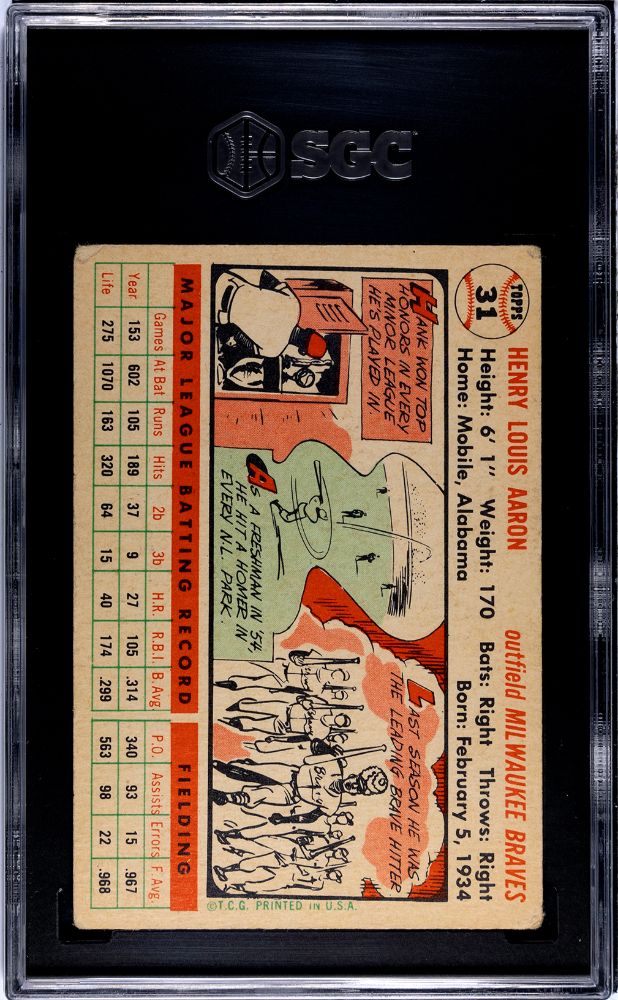 SGC
TOPPS
31
HENRY LOUIS AARON outfield MILWAUKEE BRAVES
Height: 6' 1" Weight: 170 Bats: Right Throws: Right
Home: Mobile, Alabama Born: February 5, 1934
HANK WON TOP
HONORS IN EVERY
MINOR LEAGUE
HE'S PLAYED IN.
AS A FRESHMAN IN '54,
HE HIT A HOMER IN
EVERY N.L. PARK.
LAST SEASON HE WAS
THE LEADING BRAVE HITTER
©T.C.G. PRINTED IN U.S.A.
MAJOR LEAGUE BATTING RECORD FIELDING
Games At Bat Runs Hits 2b 3b H.R. R.B.I. B.Avg. P.O. Assists Errors F. Avg.
Year 153 602 105 189 37 9 27 105 .314 340 93 15 .967
Life 275 1070 163 320 64 15 40 174 .299 563 98 22 .968